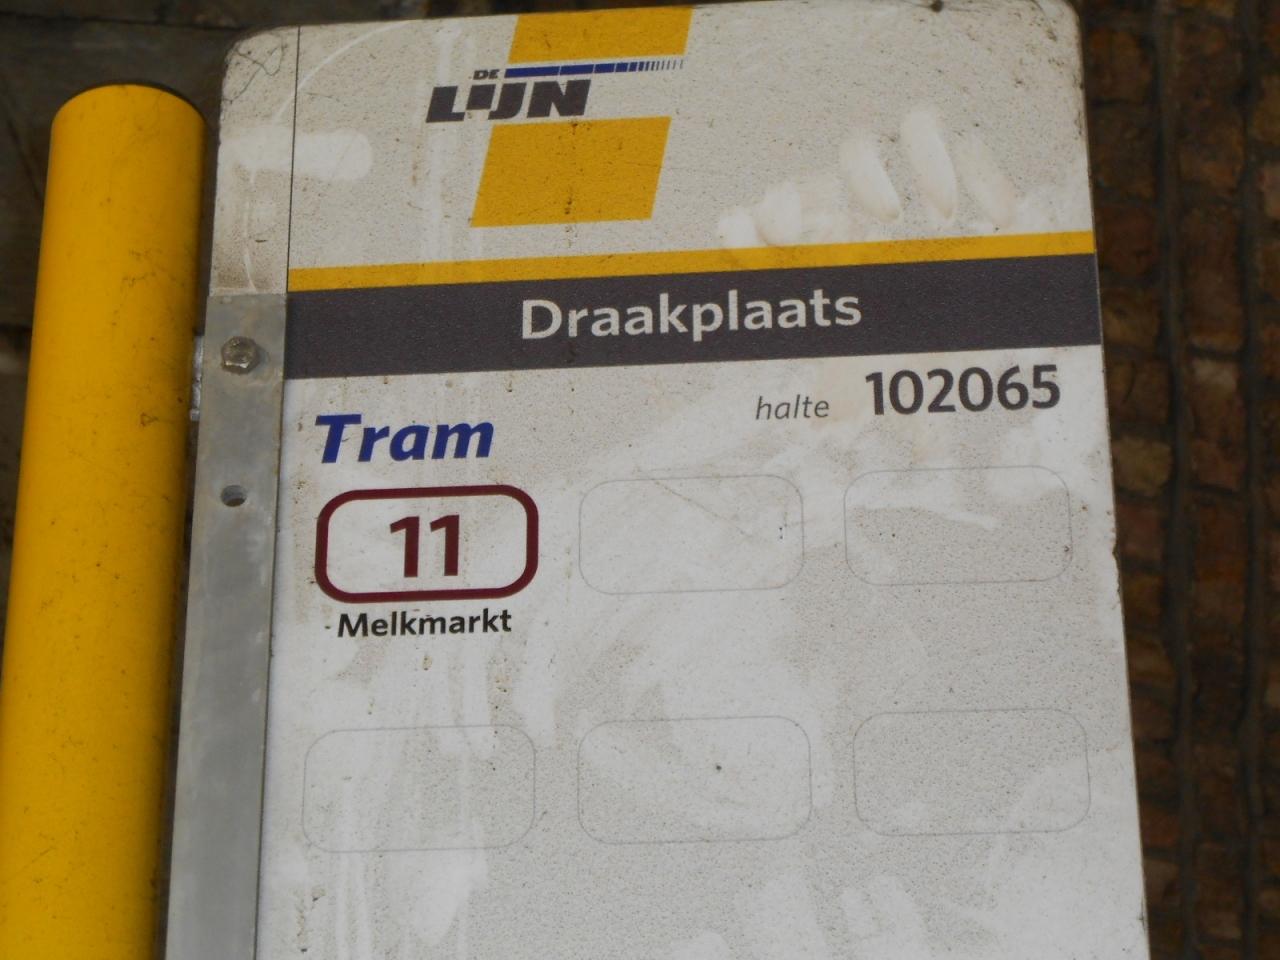 DE
LIJN
Draakplaats
halte 102065
Tram
11
Melkmarkt